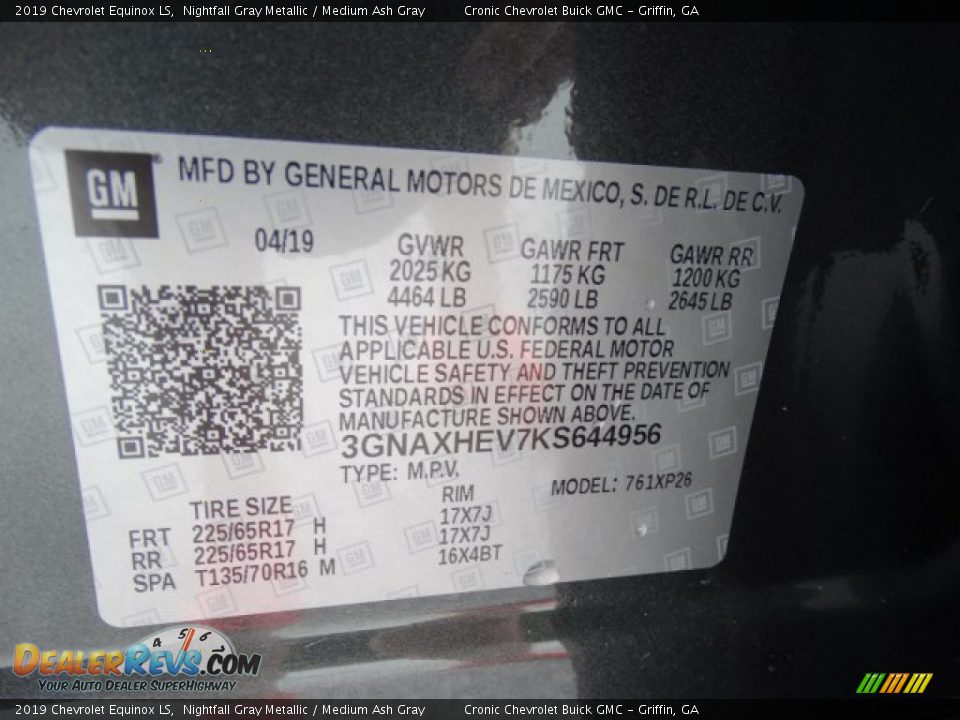 2019 Chevrolet Equinox LS, Nightfall Gray Metallic / Medium Ash Gray Cronic Chevrolet Buick GMC – Griffin, GA
GM® MFD BY GENERAL MOTORS DE MEXICO, S. DE R.L. DE C.V.
04/19 GVWR GAWR FRT GAWR RR
2025 KG 1175 KG 1200 KG
4464 LB 2590 LB 2645 LB
THIS VEHICLE CONFORMS TO ALL
APPLICABLE U.S. FEDERAL MOTOR
VEHICLE SAFETY AND THEFT PREVENTION
STANDARDS IN EFFECT ON THE DATE OF
MANUFACTURE SHOWN ABOVE.
3GNAXHEV7KS644956
TYPE: M.P.V. MODEL: 761XP26
TIRE SIZE RIM
FRT 225/65R17 H 17X7J
RR 225/65R17 H 17X7J
SPA T135/70R16 M 16X4BT
4 5 6
DEALERREVS.COM
YOUR AUTO DEALER SUPERHIGHWAY
2019 Chevrolet Equinox LS, Nightfall Gray Metallic / Medium Ash Gray Cronic Chevrolet Buick GMC – Griffin, GA